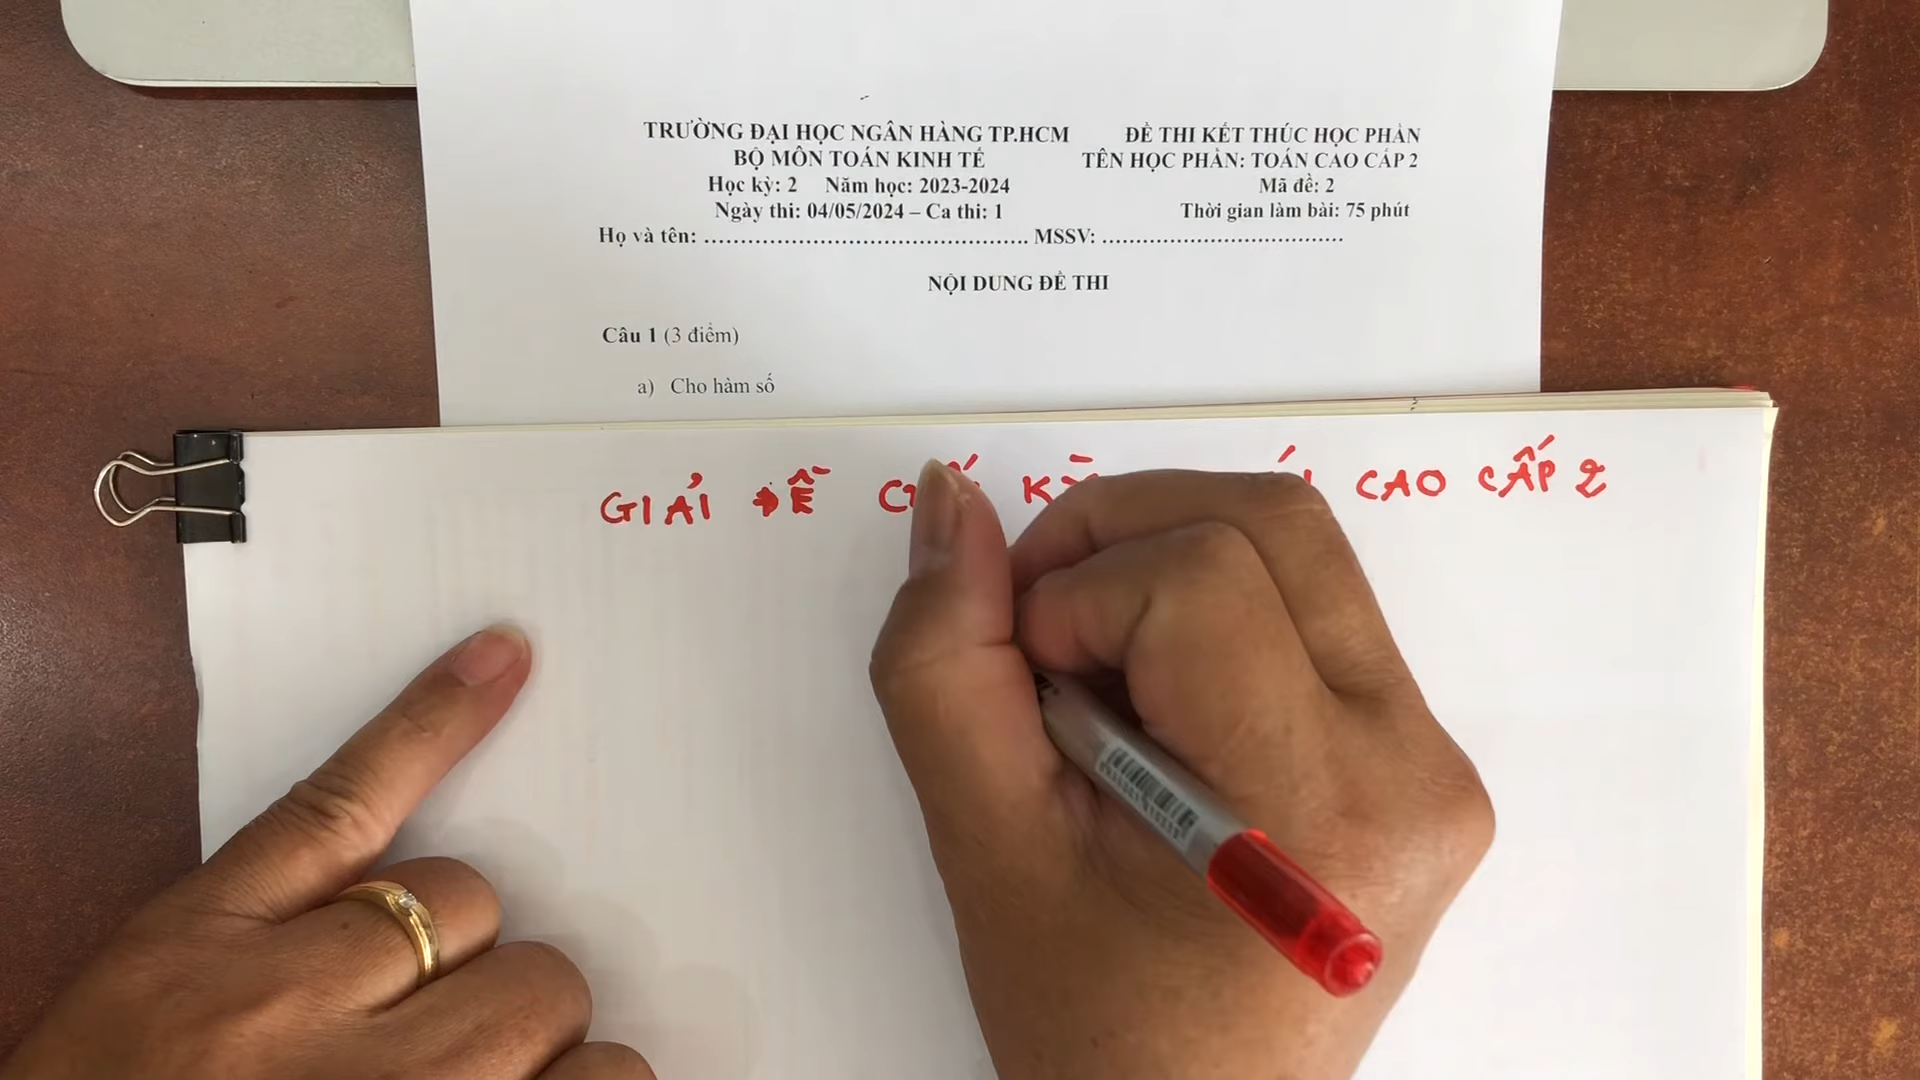 TRƯỜNG ĐẠI HỌC NGÂN HÀNG TP.HCM
BỘ MÔN TOÁN KINH TẾ
Học kỳ: 2 Năm học: 2023-2024
Ngày thi: 04/05/2024 – Ca thi: 1
ĐỀ THI KẾT THÚC HỌC PHẦN
TÊN HỌC PHẦN: TOÁN CAO CẤP 2
Mã đề: 2
Thời gian làm bài: 75 phút
Họ và tên: ............................................. MSSV: ...................................
NỘI DUNG ĐỀ THI
Câu 1 (3 điểm)
a) Cho hàm số
GIẢI ĐỀ CAO CẤP 2